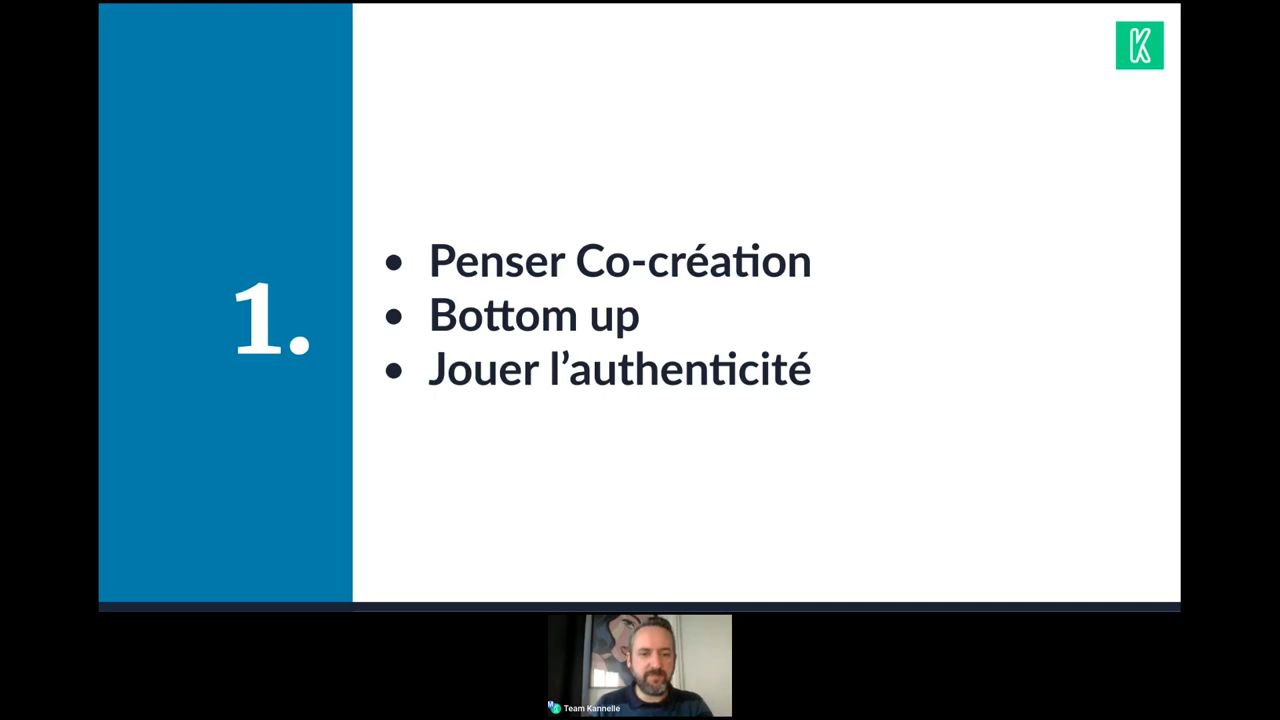 K
1.
• Penser Co-création
• Bottom up
• Jouer l’authenticité
Team Kannelle